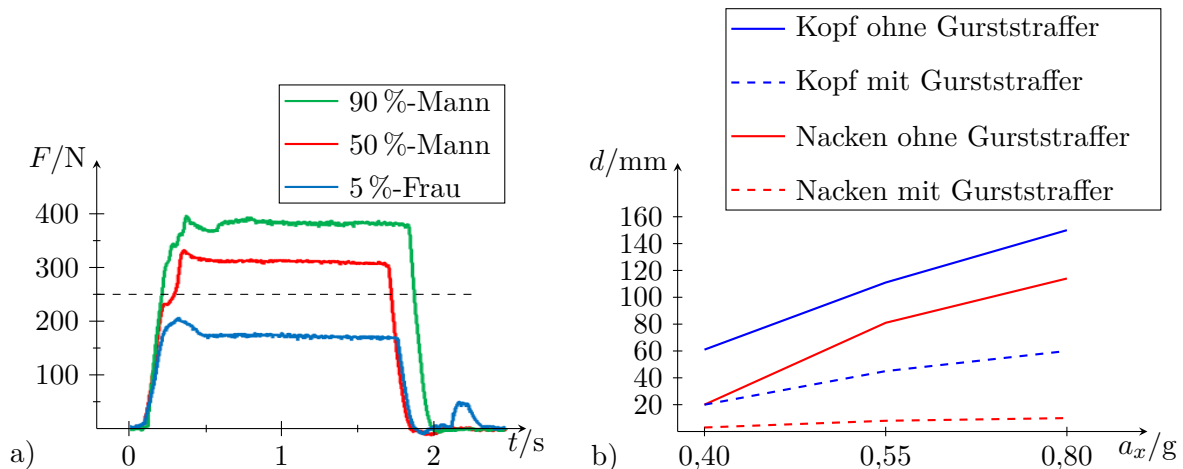 90 %-Mann
50 %-Mann
5 %-Frau
F/N
400
300
200
100
0
1
2
t/s
a)
Kopf ohne Gurststraffer
Kopf mit Gurststraffer
Nacken ohne Gurststraffer
Nacken mit Gurststraffer
d/mm
160
140
120
100
80
60
40
20
0,40
0,55
0,80
a_x/g
b)